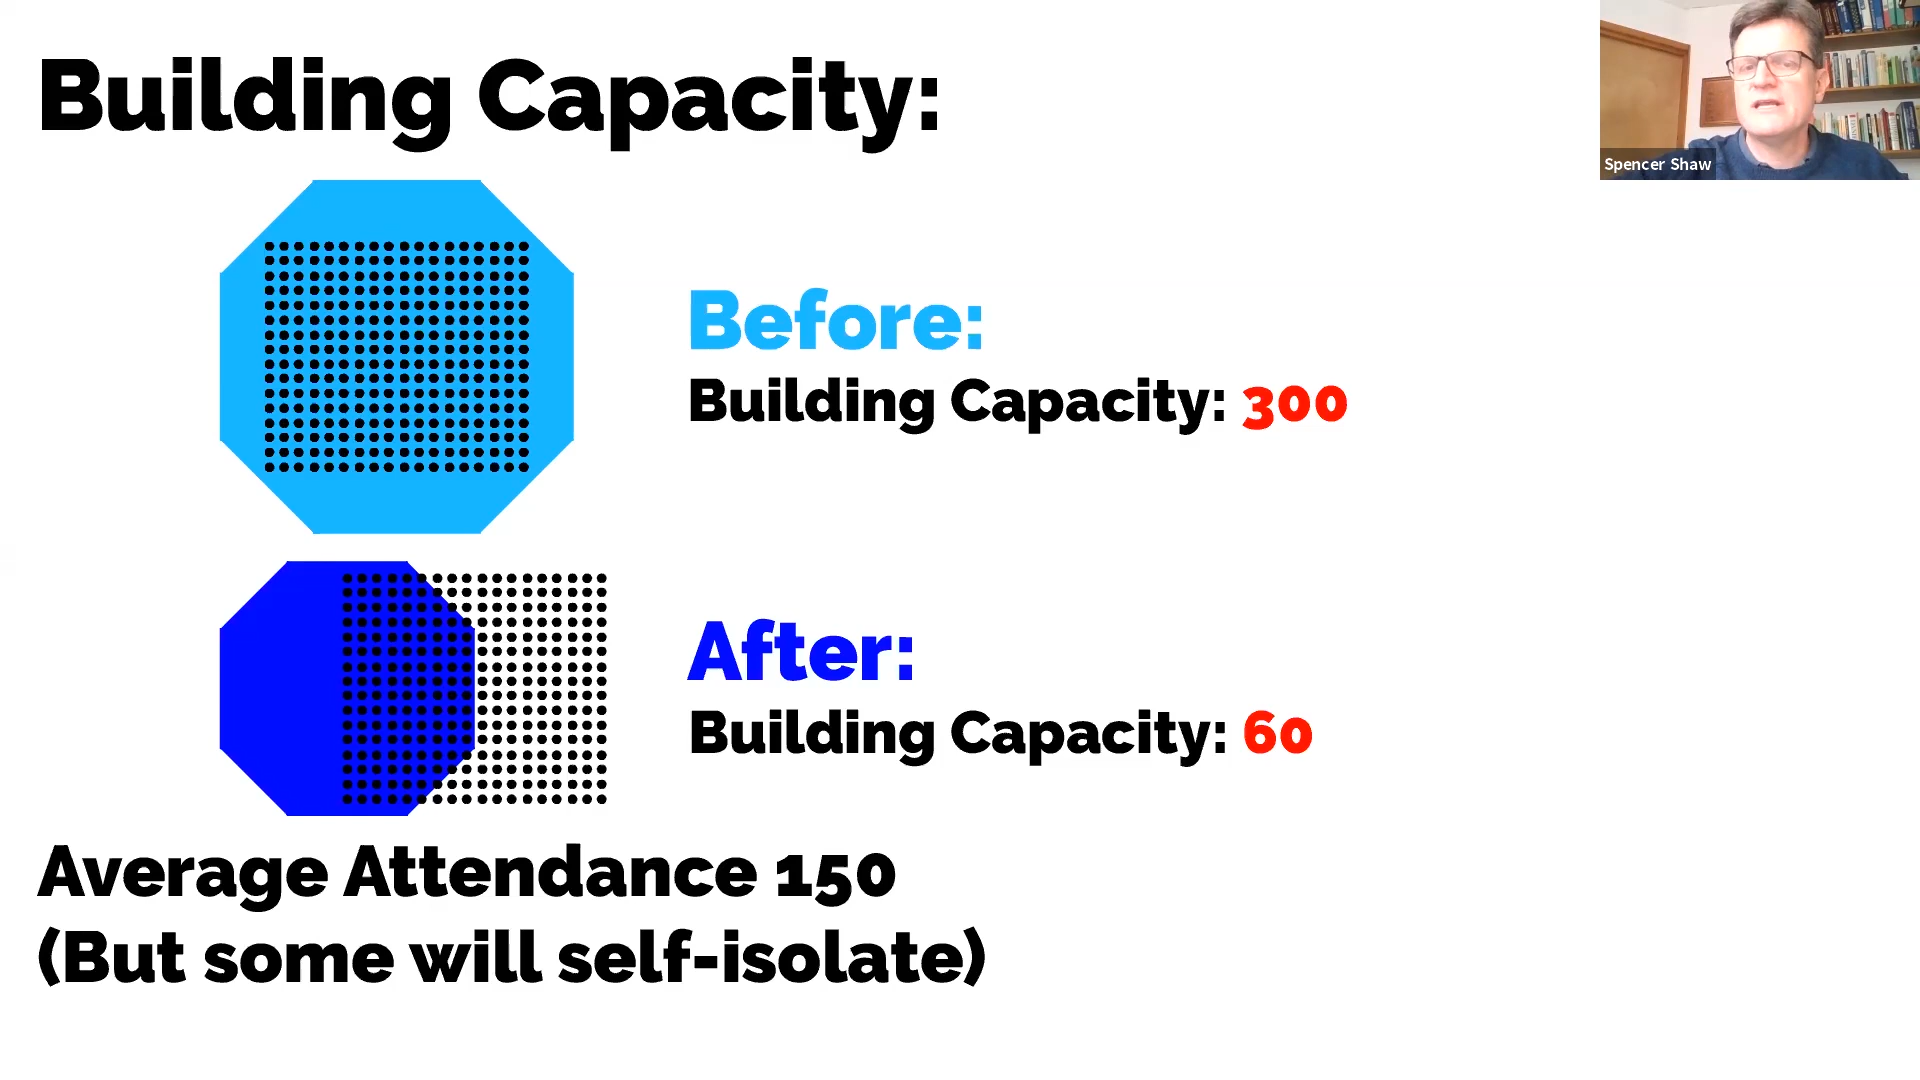 Building Capacity:
Spencer Shaw
Before:
Building Capacity: 300
After:
Building Capacity: 60
Average Attendance 150
(But some will self-isolate)